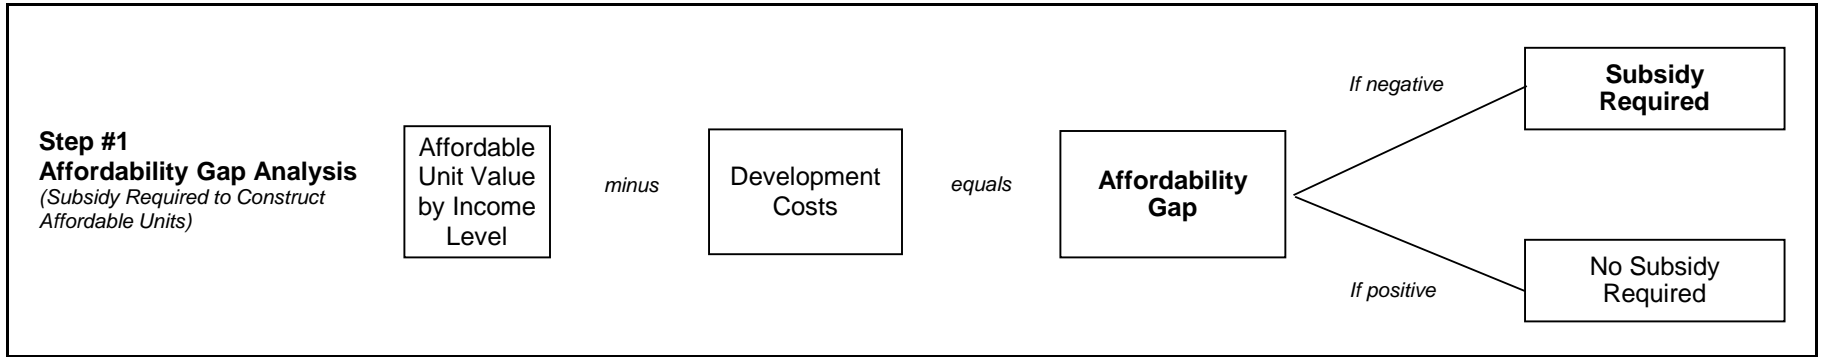 Step #1
Affordability Gap Analysis
(Subsidy Required to Construct
Affordable Units)
Affordable
Unit Value
by Income
Level
minus
Development
Costs
equals
Affordability
Gap
If negative
Subsidy
Required
If positive
No Subsidy
Required